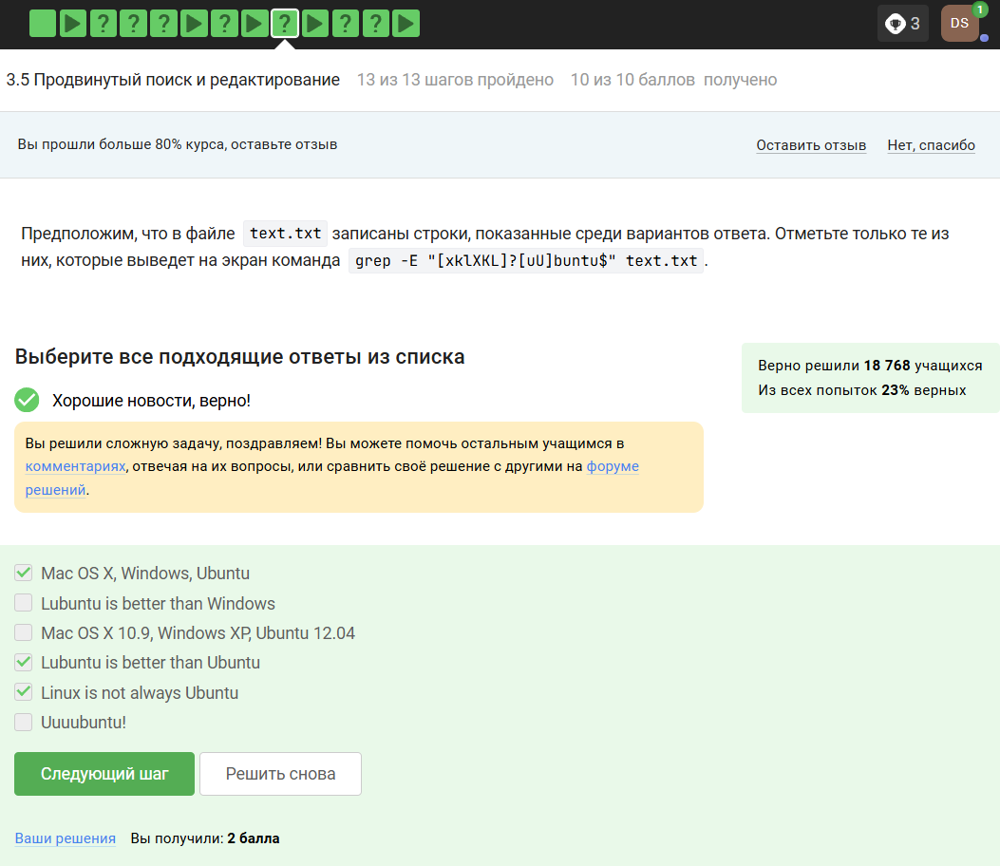 ? ? ? ? ? ? ?
3
DS
1
3.5 Продвинутый поиск и редактирование 13 из 13 шагов пройдено 10 из 10 баллов получено
Вы прошли больше 80% курса, оставьте отзыв
Оставить отзыв Нет, спасибо
Предположим, что в файле text.txt записаны строки, показанные среди вариантов ответа. Отметьте только те из
них, которые выведет на экран команда grep -E "[xklXKL]?[uU]buntu$" text.txt.
Выберите все подходящие ответы из списка
Верно решили 18 768 учащихся
Из всех попыток 23% верных
Хорошие новости, верно!
Вы решили сложную задачу, поздравляем! Вы можете помочь остальным учащимся в
комментариях, отвечая на их вопросы, или сравнить своё решение с другими на форуме
решений.
Mac OS X, Windows, Ubuntu
Lubuntu is better than Windows
Mac OS X 10.9, Windows XP, Ubuntu 12.04
Lubuntu is better than Ubuntu
Linux is not always Ubuntu
Uuuubuntu!
Следующий шаг Решить снова
Ваши решения Вы получили: 2 балла